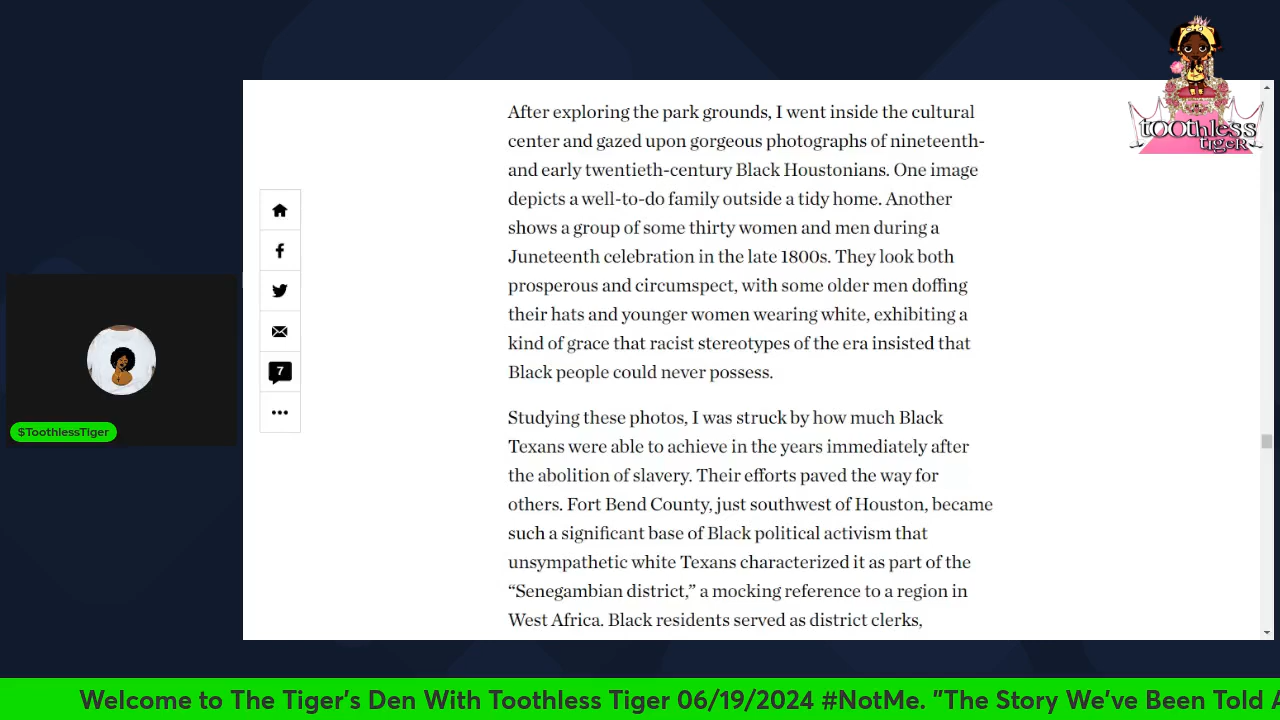 toothless
tiger
After exploring the park grounds, I went inside the cultural
center and gazed upon gorgeous photographs of nineteenth-
and early twentieth-century Black Houstonians. One image
depicts a well-to-do family outside a tidy home. Another
shows a group of some thirty women and men during a
Juneteenth celebration in the late 1800s. They look both
prosperous and circumspect, with some older men doffing
their hats and younger women wearing white, exhibiting a
kind of grace that racist stereotypes of the era insisted that
Black people could never possess.
Studying these photos, I was struck by how much Black
Texans were able to achieve in the years immediately after
the abolition of slavery. Their efforts paved the way for
others. Fort Bend County, just southwest of Houston, became
such a significant base of Black political activism that
unsympathetic white Texans characterized it as part of the
“Senegambian district,” a mocking reference to a region in
West Africa. Black residents served as district clerks,
7
$ToothlessTiger
Welcome to The Tiger's Den With Toothless Tiger 06/19/2024 #NotMe. "The Story We've Been Told A